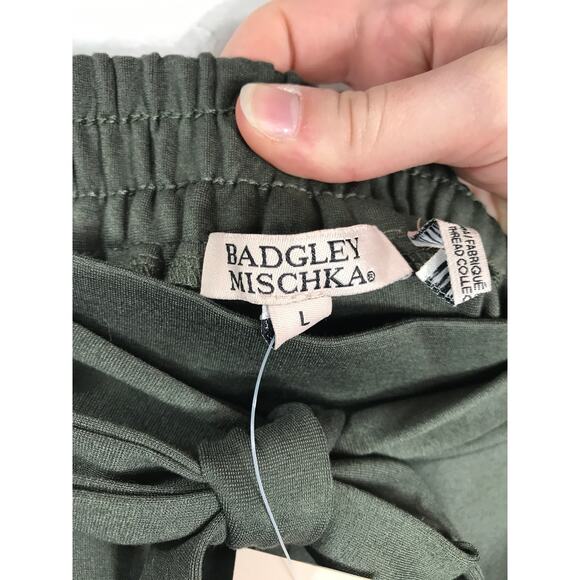 BADGLEY
MISCHKA®
L
/FABRIQUÉ
THREAD COLLEC